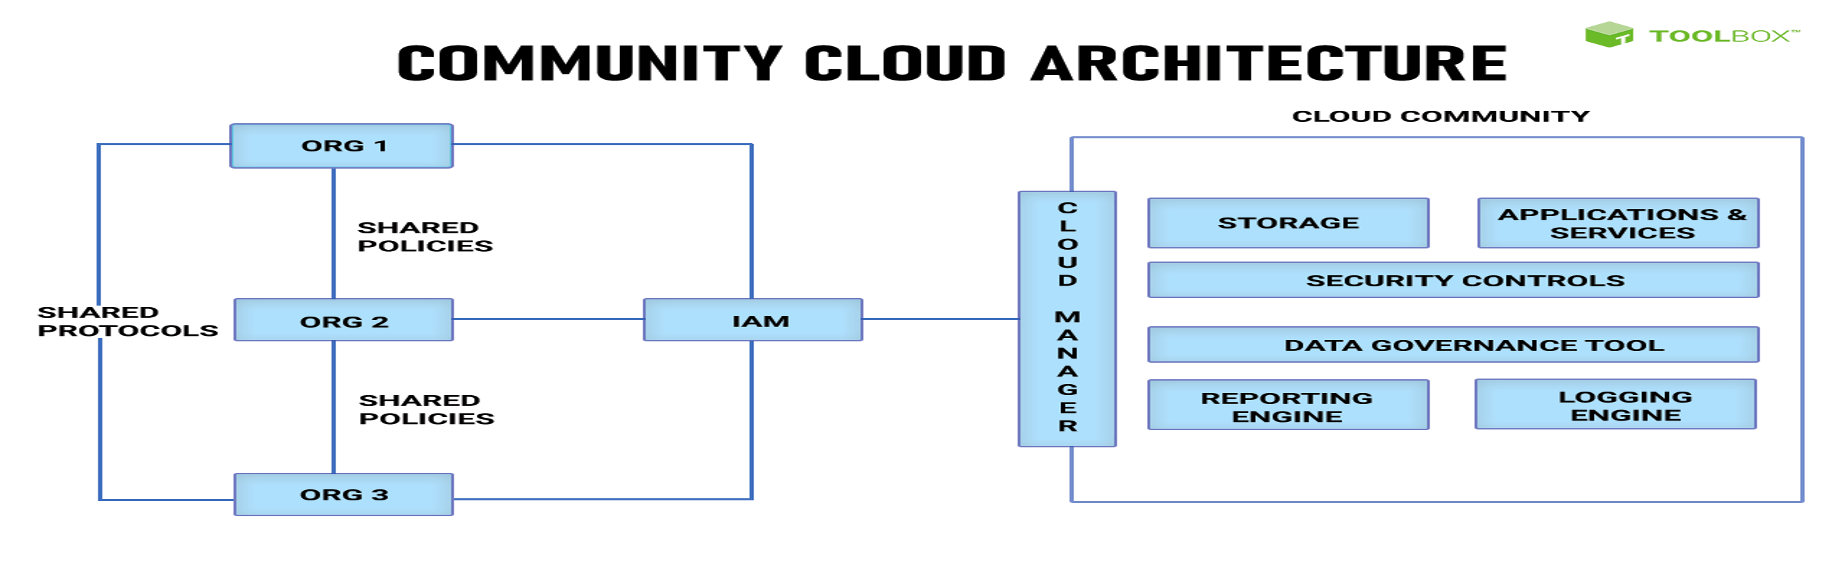 COMMUNITY CLOUD ARCHITECTURE
TOOLBOX™
CLOUD COMMUNITY
ORG 1
SHARED
POLICIES
SHARED
PROTOCOLS
ORG 2
IAM
SHARED
POLICIES
ORG 3
CLOUD MANAGER
STORAGE
APPLICATIONS &
SERVICES
SECURITY CONTROLS
DATA GOVERNANCE TOOL
REPORTING
ENGINE
LOGGING
ENGINE